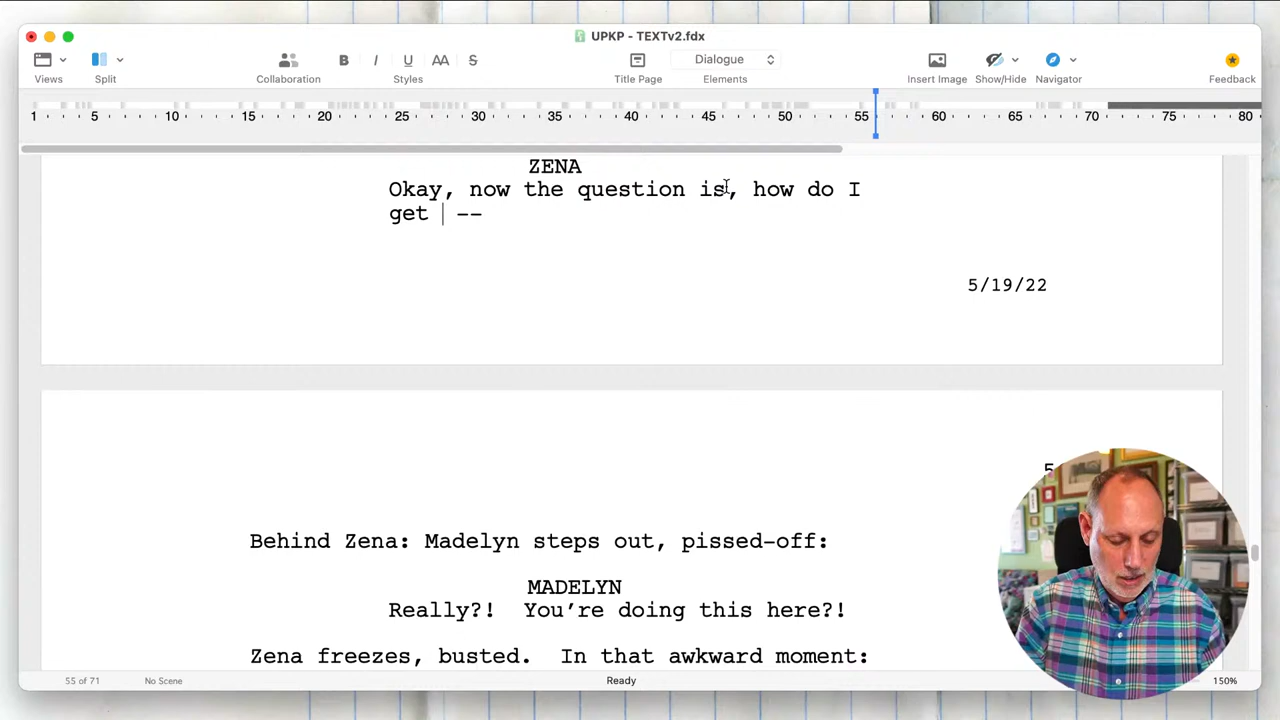 UPKP - TEXTv2.fdx
B I U AA S Dialogue
Views Split Collaboration Styles Title Page Elements Insert Image Show/Hide Navigator Feedback
1 5 10 15 20 25 30 35 40 45 50 55 60 65 70 75 80
ZENA
Okay, now the question is, how do I
get --
5/19/22
5
Behind Zena: Madelyn steps out, pissed-off:
MADELYN
Really?! You’re doing this here?!
Zena freezes, busted. In that awkward moment:
55 of 71 No Scene Ready 150%